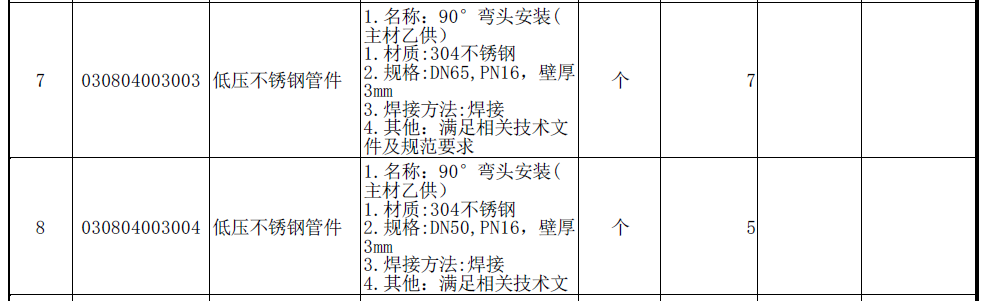 7
030804003003
低压不锈钢管件
1.名称：90°弯头安装(
主材乙供）
1.材质:304不锈钢
2.规格:DN65,PN16，壁厚
3mm
3.焊接方法:焊接
4.其他：满足相关技术文
件及规范要求
个
7
8
030804003004
低压不锈钢管件
1.名称：90°弯头安装(
主材乙供）
1.材质:304不锈钢
2.规格:DN50,PN16，壁厚
3mm
3.焊接方法:焊接
4.其他：满足相关技术文
个
5